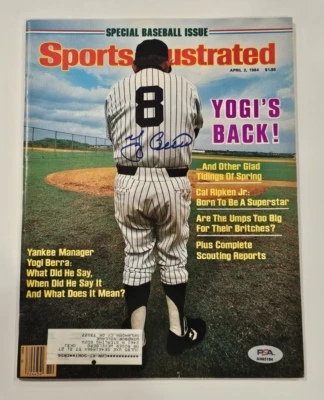 SPECIAL BASEBALL ISSUE
Sports Illustrated
APRIL 2, 1984
YOGI'S
BACK!
8
...And Other Glad
Tidings Of Spring
Cal Ripken Jr:
Born To Be A Superstar
Are The Umps Too Big
For Their Britches?
Plus Complete
Scouting Reports
Yankee Manager
Yogi Berra:
What Did He Say,
When Did He Say It
And What Does It Mean?
PSA